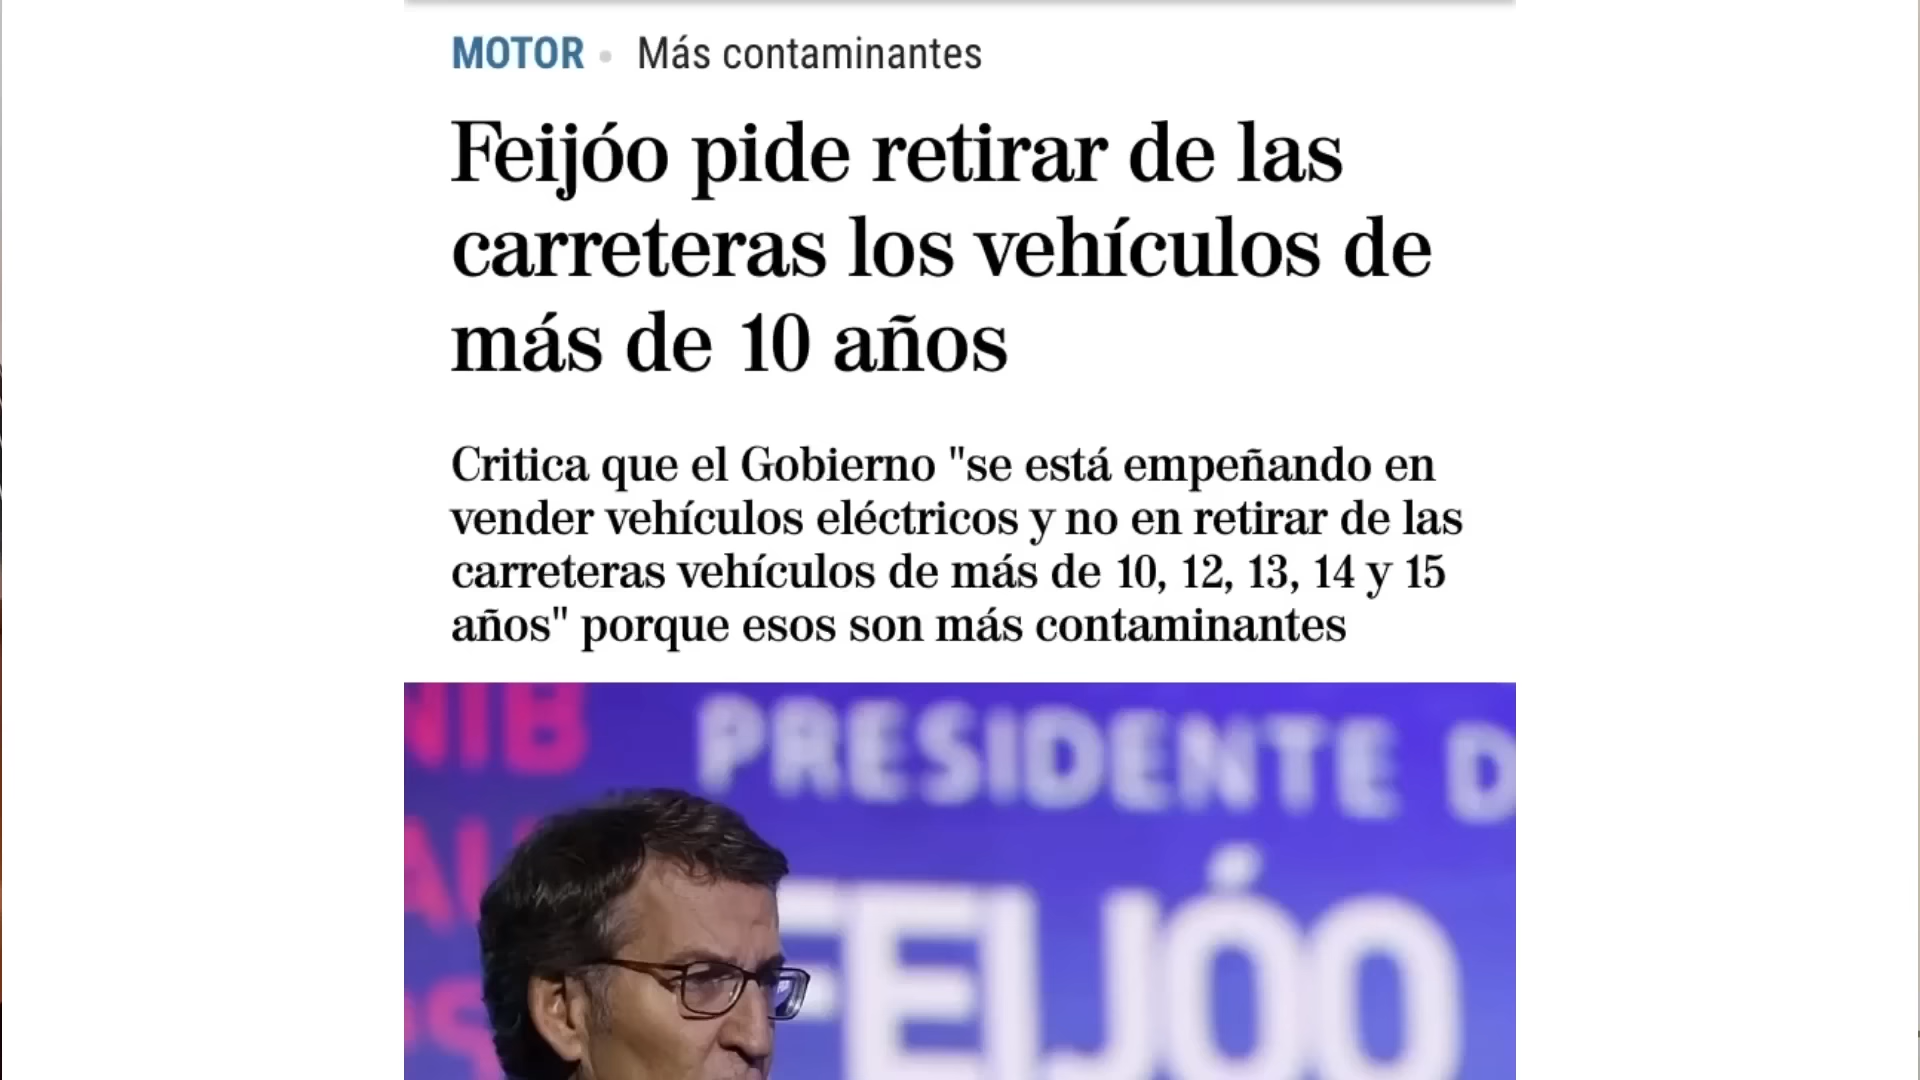 MOTOR • Más contaminantes
Feijóo pide retirar de las
carreteras los vehículos de
más de 10 años
Critica que el Gobierno "se está empeñando en
vender vehículos eléctricos y no en retirar de las
carreteras vehículos de más de 10, 12, 13, 14 y 15
años" porque esos son más contaminantes
PRESIDENTE D
FEIJÓO